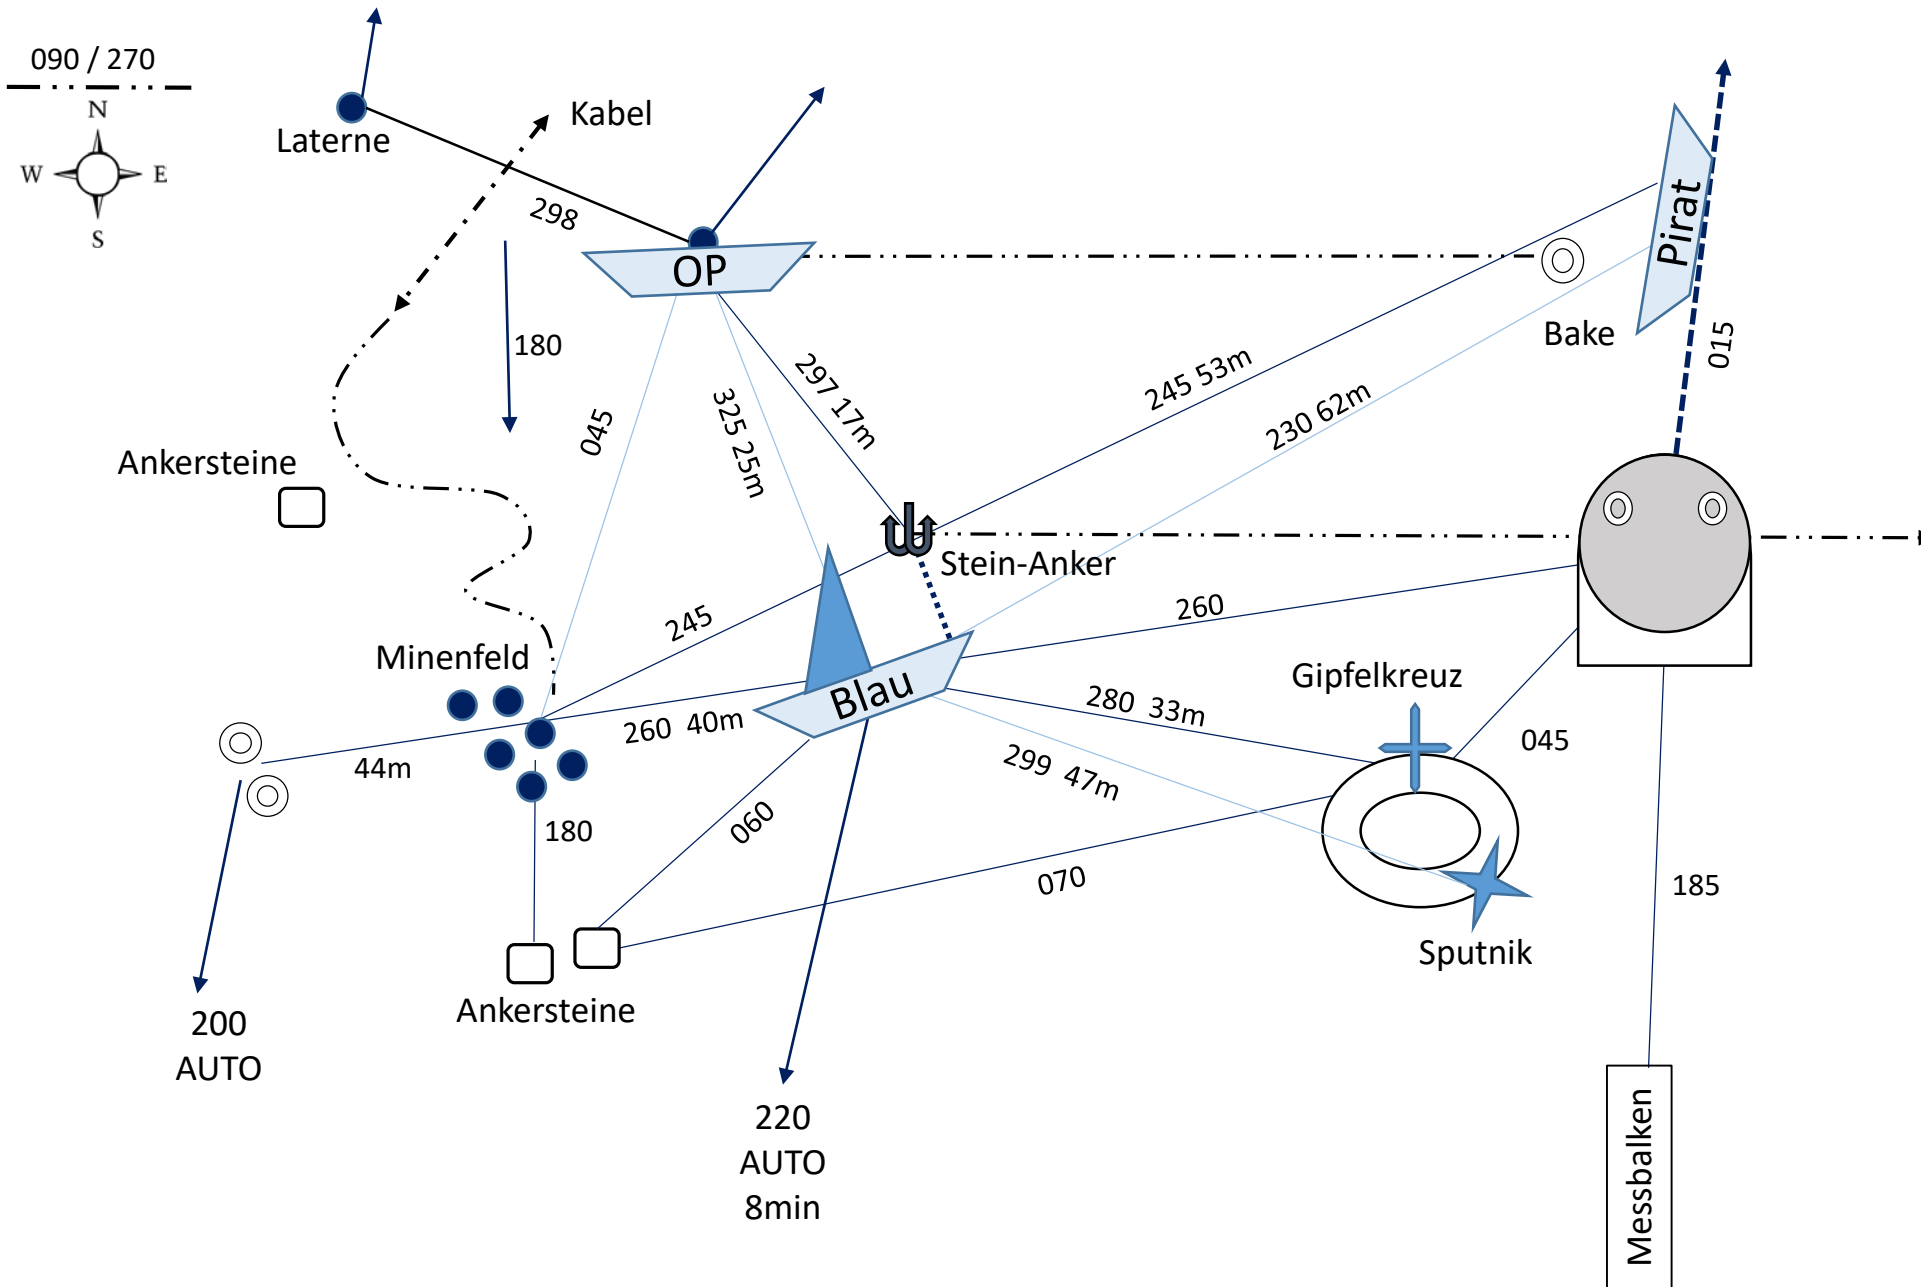 090 / 270
N
W
E
S
Laterne
Kabel
298
OP
Pirat
Bake
015
180
045
325 25m
297 17m
245 53m
230 62m
Ankersteine
Stein-Anker
245
260
Minenfeld
Blau
Gipfelkreuz
260 40m
280 33m
045
44m
299 47m
180
060
070
185
Sputnik
Ankersteine
200
AUTO
220
AUTO
8min
Messbalken